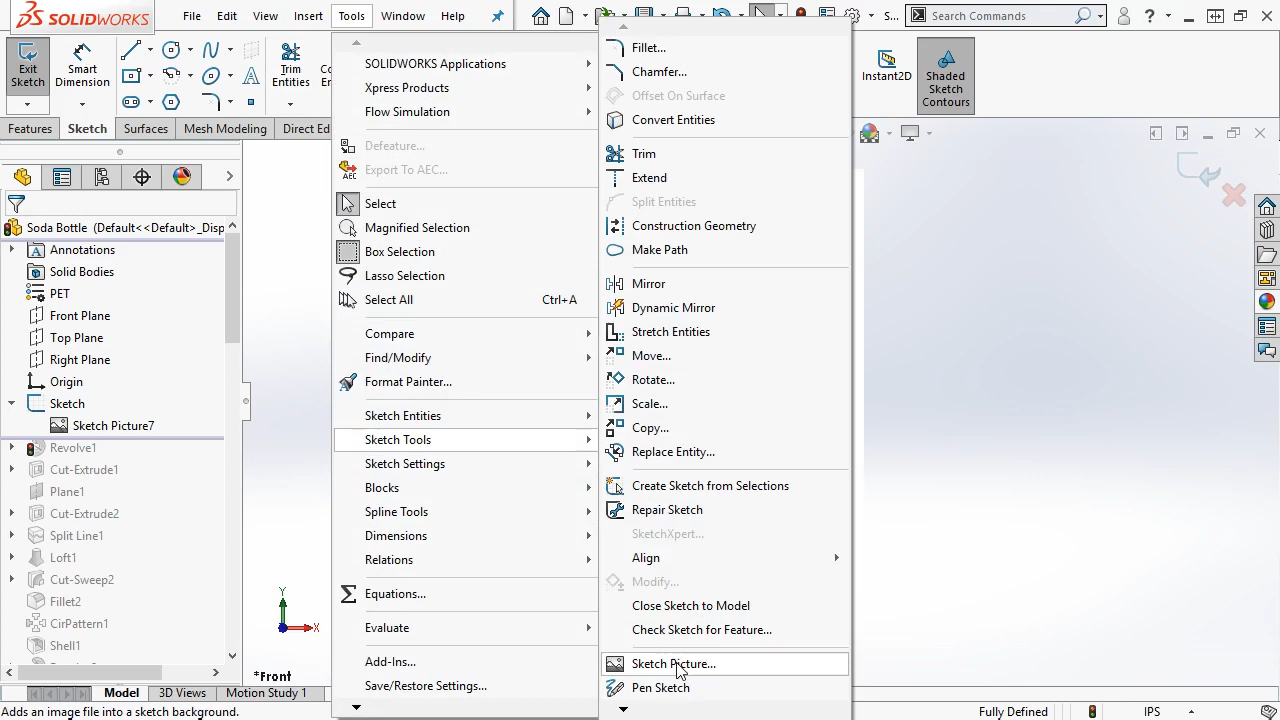 SOLIDWORKS
File
Edit
View
Insert
Tools
Window
Help
S...
Search Commands
Exit Sketch
Smart Dimension
Trim Entities
Instant2D
Shaded Sketch Contours
Features
Sketch
Surfaces
Mesh Modeling
Direct Ed
Soda Bottle (Default<<Default>_Disp
Annotations
Solid Bodies
PET
Front Plane
Top Plane
Right Plane
Origin
Sketch
Sketch Picture7
Revolve1
Cut-Extrude1
Plane1
Cut-Extrude2
Split Line1
Loft1
Cut-Sweep2
Fillet2
CirPattern1
Shell1
SOLIDWORKS Applications
Xpress Products
Flow Simulation
Defeature...
Export To AEC...
Select
Magnified Selection
Box Selection
Lasso Selection
Select All Ctrl+A
Compare
Find/Modify
Format Painter...
Sketch Entities
Sketch Tools
Sketch Settings
Blocks
Spline Tools
Dimensions
Relations
Equations...
Evaluate
Add-Ins...
Save/Restore Settings...
Fillet...
Chamfer...
Offset On Surface
Convert Entities
Trim
Extend
Split Entities
Construction Geometry
Make Path
Mirror
Dynamic Mirror
Stretch Entities
Move...
Rotate...
Scale...
Copy...
Replace Entity...
Create Sketch from Selections
Repair Sketch
SketchXpert...
Align
Modify...
Close Sketch to Model
Check Sketch for Feature...
Sketch Picture...
Pen Sketch
Y
X
*Front
Model
3D Views
Motion Study 1
Adds an image file into a sketch background.
Fully Defined
IPS